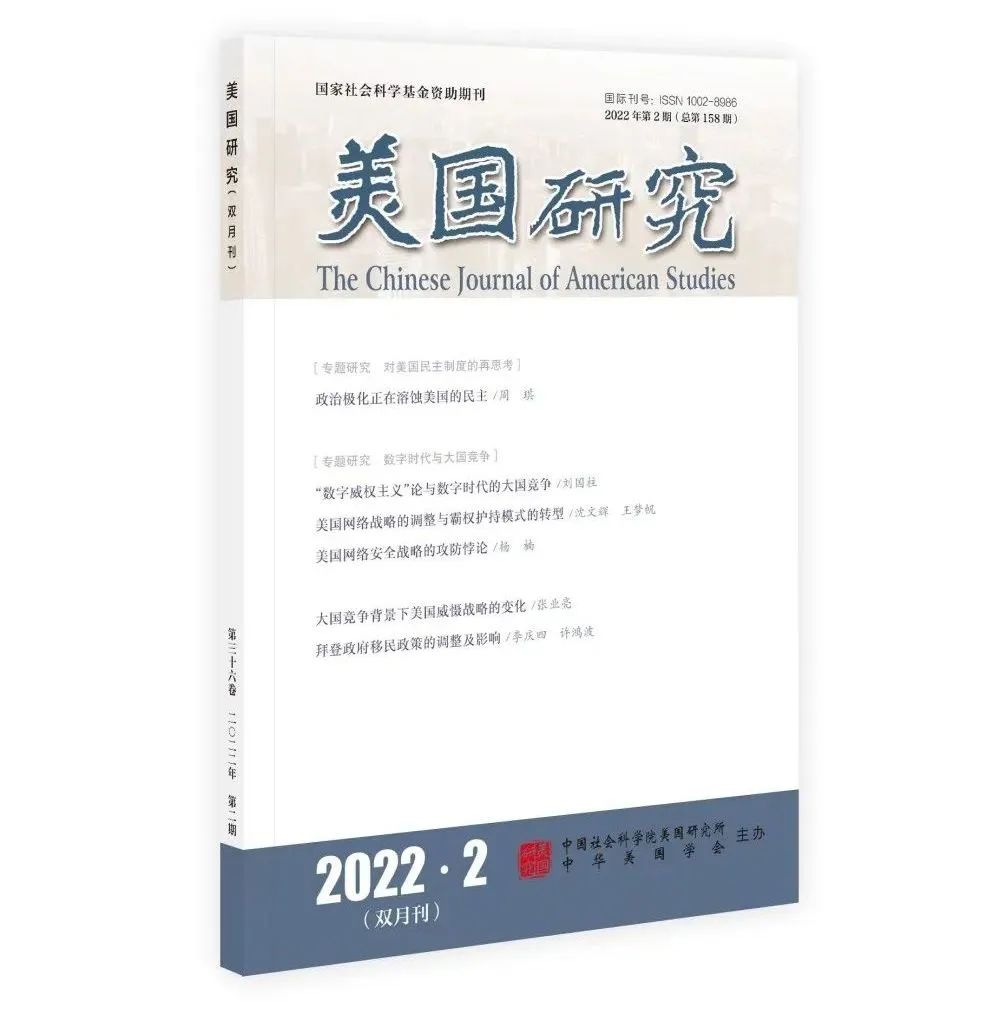 美国研究(双月刊)
第三十六卷 二〇二二年 第二期
国家社会科学基金资助期刊
国际刊号：ISSN 1002-8986
2022年第2期(总第158期)
美国研究
The Chinese Journal of American Studies
[专题研究 对美国民主制度的再思考]
政治极化正在溶蚀美国的民主/周 琪
[专题研究 数字时代与大国竞争]
“数字威权主义”论与数字时代的大国竞争/刘国柱
美国网络战略的调整与霸权护持模式的转型/沈文辉 王梦帆
美国网络安全战略的攻防悖论/杨 楠
大国竞争背景下美国威慑战略的变化/张业亮
拜登政府移民政策的调整及影响/李庆四 许鸿波
2022·2
(双月刊)
美国研究
中国社会科学院美国研究所
中华美国学会
主办